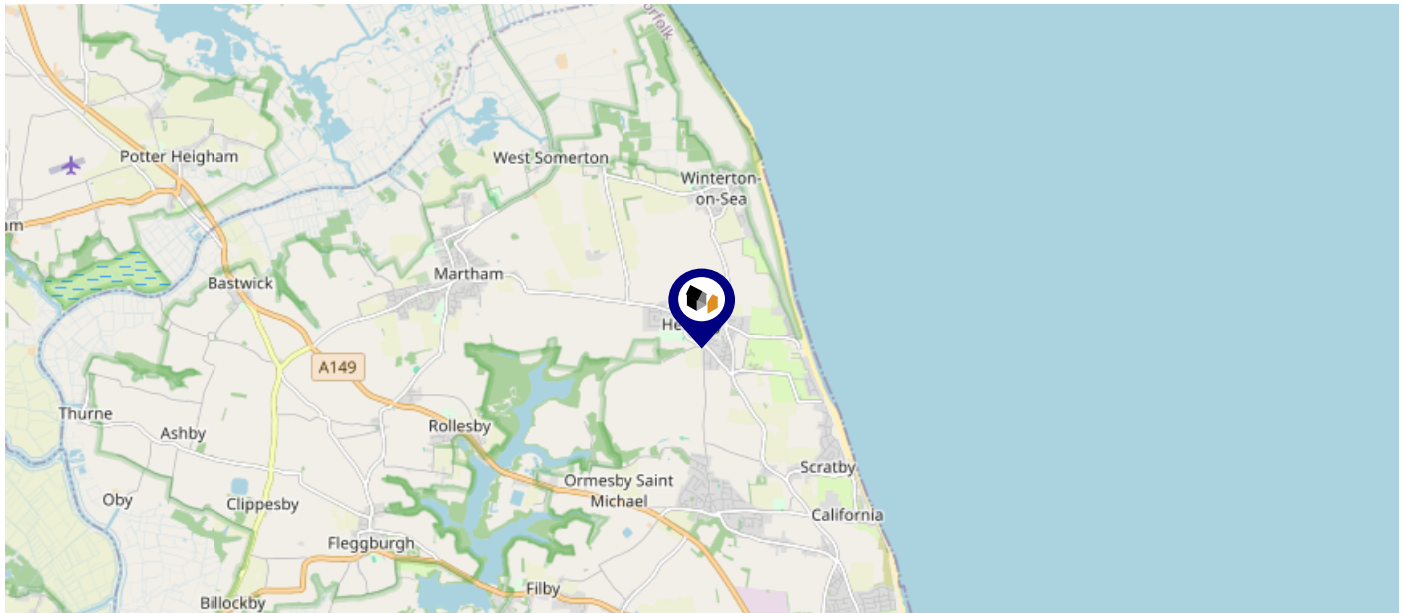 Potter Heigham
West Somerton
Winterton-
on-Sea
Martham
Bastwick
A149
Thurne
Ashby
Rollesby
Scratby
Ormesby Saint
Michael
Oby
Clippesby
California
Fleggburgh
Filby
Billockby